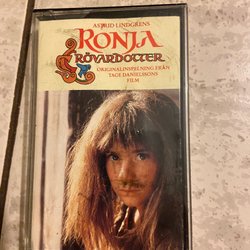 ASTRID LINDGRENS
RONJA
RÖVARDOTTER
ORIGINALINSPELNING FRÅN
TAGE DANIELSSONS
FILM